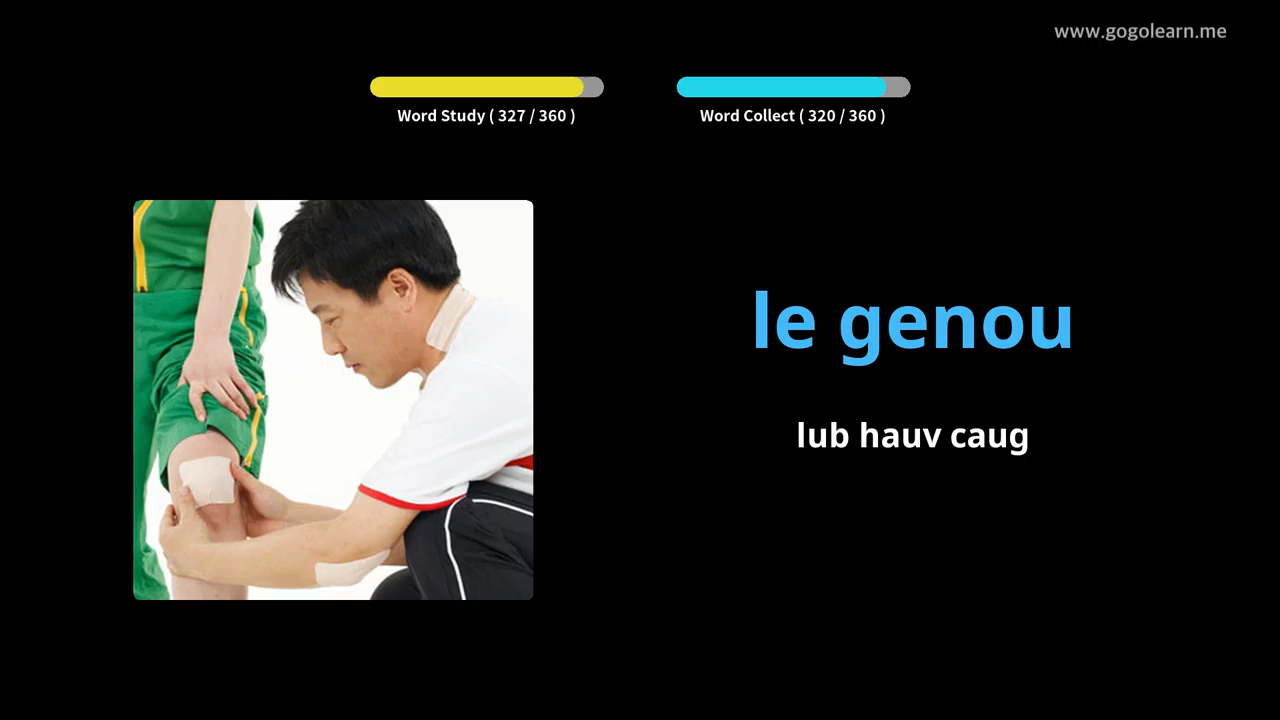 www.gogolearn.me
Word Study ( 327 / 360 )
Word Collect ( 320 / 360 )
le genou
lub hauv caug